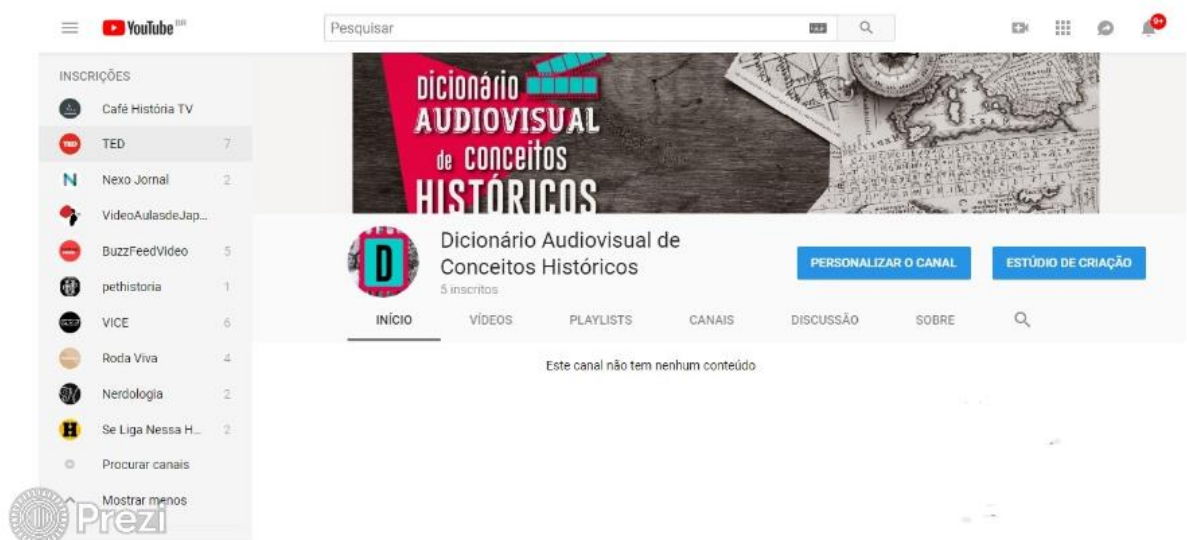 YouTube BR
Pesquisar
9+
INSCRIÇÕES
Café História TV
TED 7
Nexo Jornal 2
VideoAulasdeJap...
BuzzFeedVideo 5
pethistoria 1
VICE 6
Roda Viva 4
Nerdologia 2
Se Liga Nessa H... 2
Procurar canais
Mostrar menos
Prezi
Dicionário
AUDIOVISUAL
de conceitos
HISTÓRICOS
D
Dicionário Audiovisual de
Conceitos Históricos
5 inscritos
PERSONALIZAR O CANAL
ESTÚDIO DE CRIAÇÃO
INÍCIO VÍDEOS PLAYLISTS CANAIS DISCUSSÃO SOBRE
Este canal não tem nenhum conteúdo